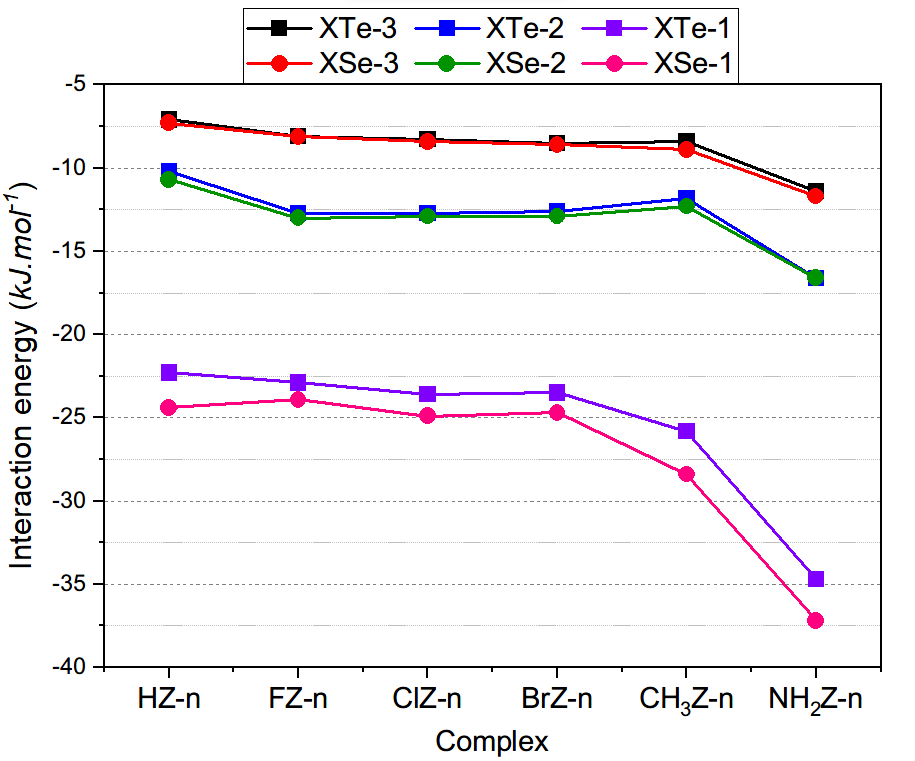 XTe-3 XTe-2 XTe-1
XSe-3 XSe-2 XSe-1
-5
-10
-15
-20
-25
-30
-35
-40
Interaction energy (kJ.mol⁻¹)
HZ-n FZ-n ClZ-n BrZ-n CH₃Z-n NH₂Z-n
Complex